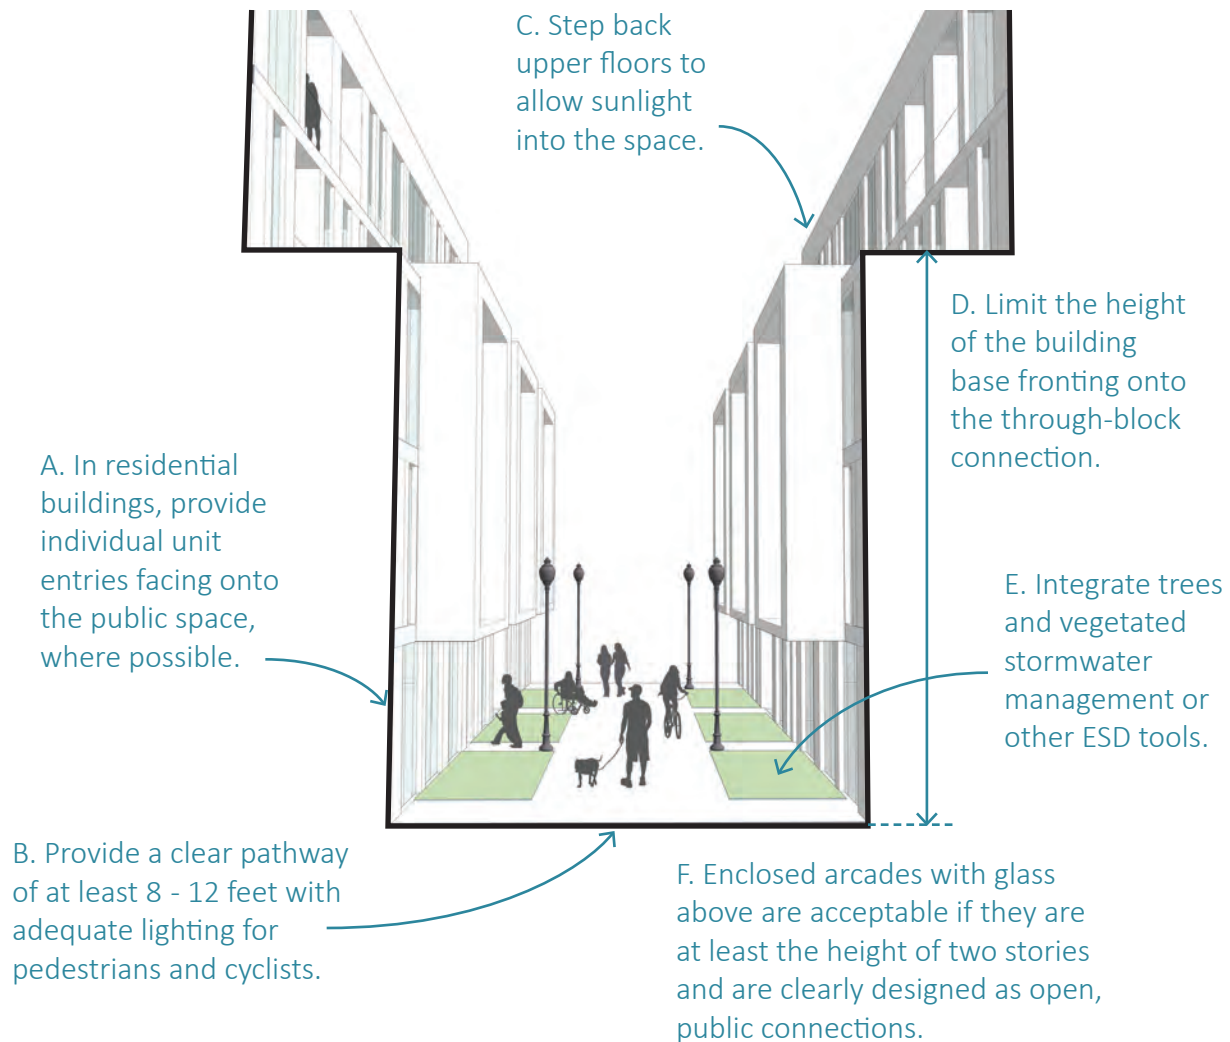 C. Step back
upper floors to
allow sunlight
into the space.
D. Limit the height
of the building
base fronting onto
the through-block
connection.
A. In residential
buildings, provide
individual unit
entries facing onto
the public space,
where possible.
E. Integrate trees
and vegetated
stormwater
management or
other ESD tools.
B. Provide a clear pathway
of at least 8 - 12 feet with
adequate lighting for
pedestrians and cyclists.
F. Enclosed arcades with glass
above are acceptable if they are
at least the height of two stories
and are clearly designed as open,
public connections.